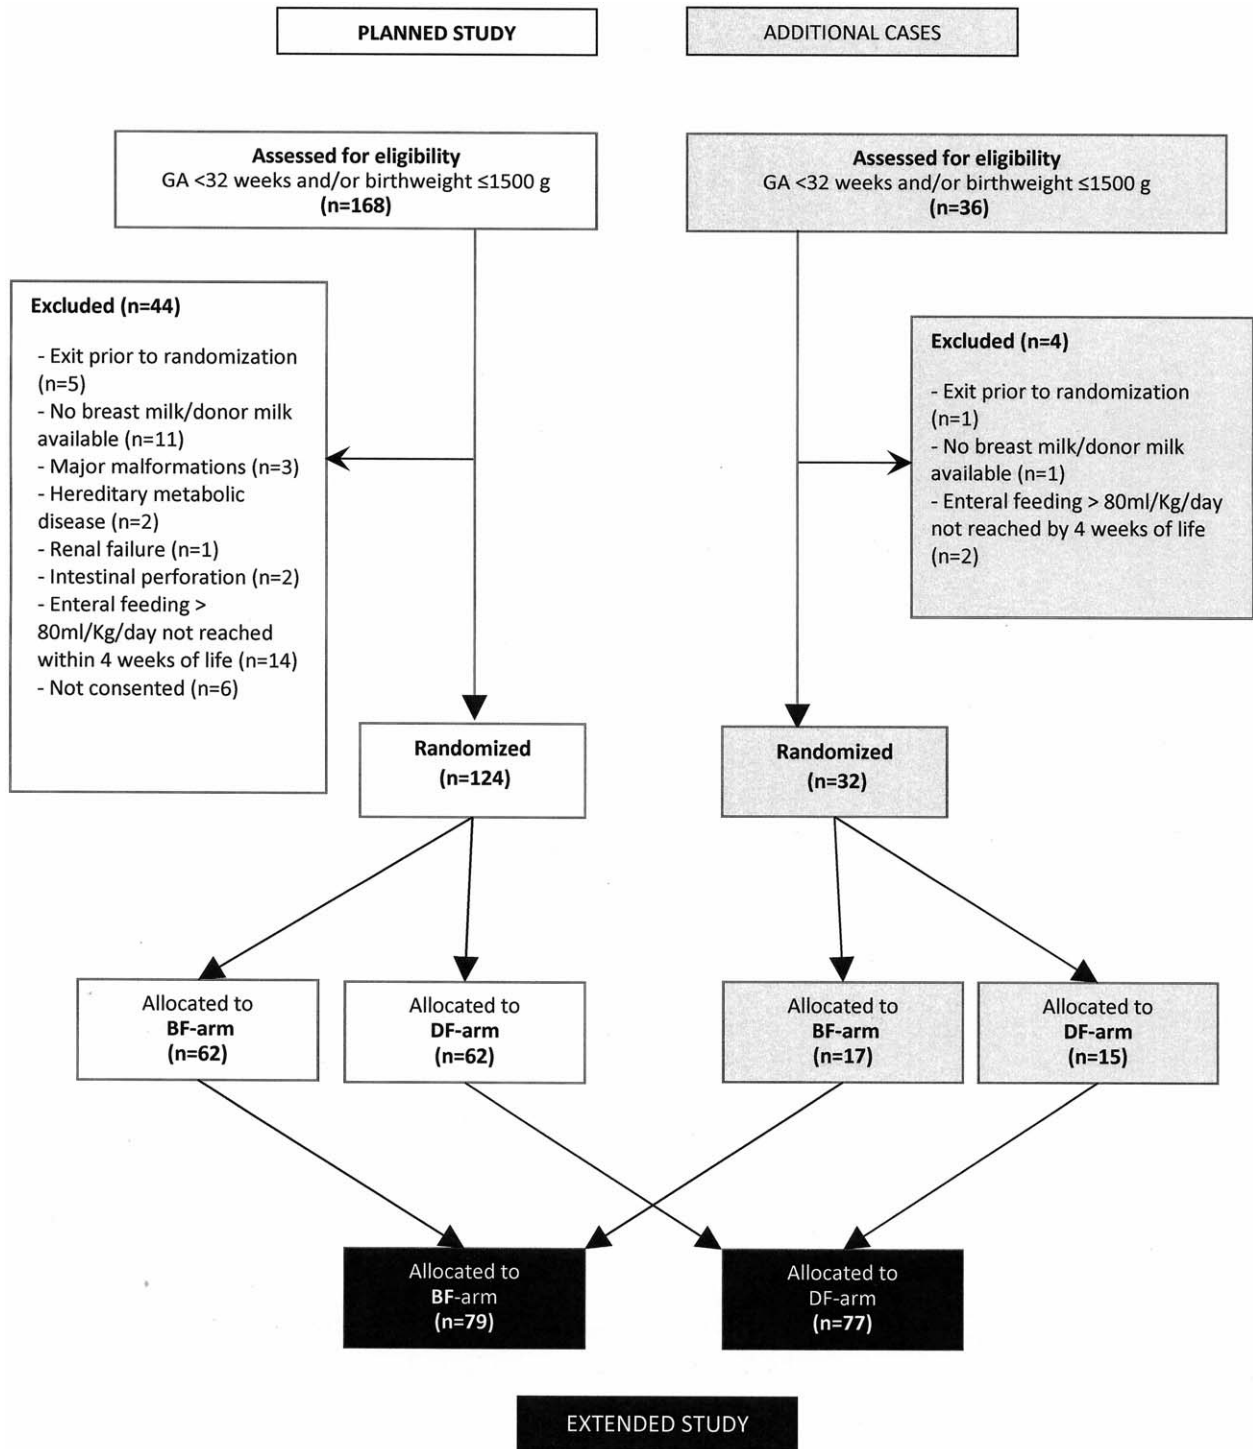 PLANNED STUDY
ADDITIONAL CASES
Assessed for eligibility
GA <32 weeks and/or birthweight ≤1500 g
(n=168)
Assessed for eligibility
GA <32 weeks and/or birthweight ≤1500 g
(n=36)
Excluded (n=44)
- Exit prior to randomization
(n=5)
- No breast milk/donor milk
available (n=11)
- Major malformations (n=3)
- Hereditary metabolic
disease (n=2)
- Renal failure (n=1)
- Intestinal perforation (n=2)
- Enteral feeding >
80ml/Kg/day not reached
within 4 weeks of life (n=14)
- Not consented (n=6)
Excluded (n=4)
- Exit prior to randomization
(n=1)
- No breast milk/donor milk
available (n=1)
- Enteral feeding > 80ml/Kg/day
not reached by 4 weeks of life
(n=2)
Randomized
(n=124)
Randomized
(n=32)
Allocated to
BF-arm
(n=62)
Allocated to
DF-arm
(n=62)
Allocated to
BF-arm
(n=17)
Allocated to
DF-arm
(n=15)
Allocated to
BF-arm
(n=79)
Allocated to
DF-arm
(n=77)
EXTENDED STUDY